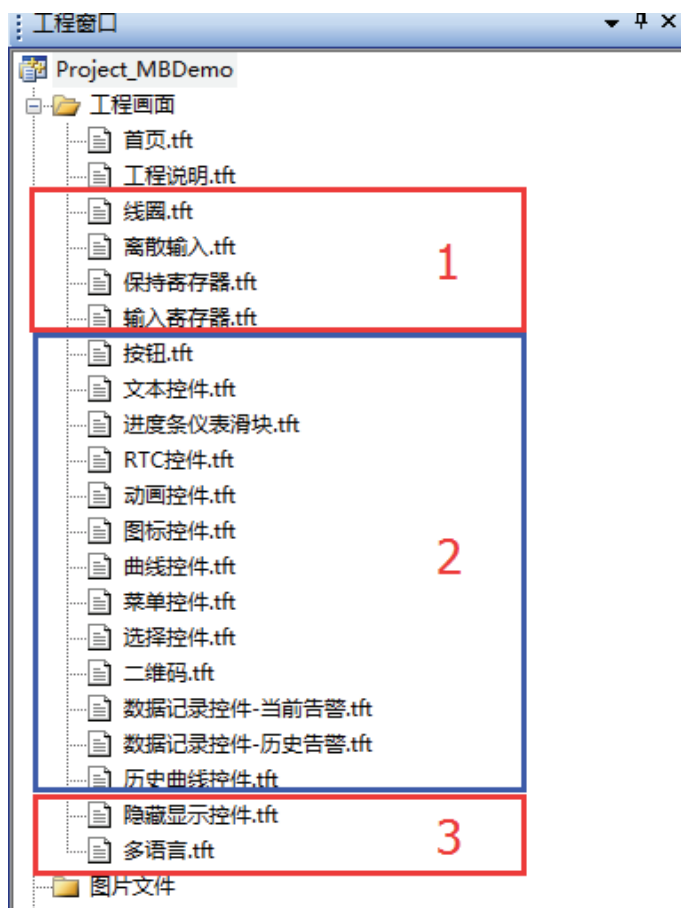 工程窗口
Project_MBDemo
工程画面
首页.tft
工程说明.tft
线圈.tft
离散输入.tft
1
保持寄存器.tft
输入寄存器.tft
按钮.tft
文本控件.tft
进度条仪表滑块.tft
RTC控件.tft
动画控件.tft
图标控件.tft
2
曲线控件.tft
菜单控件.tft
选择控件.tft
二维码.tft
数据记录控件-当前告警.tft
数据记录控件-历史告警.tft
历史曲线控件.tft
隐藏显示控件.tft
3
多语言.tft
图片文件